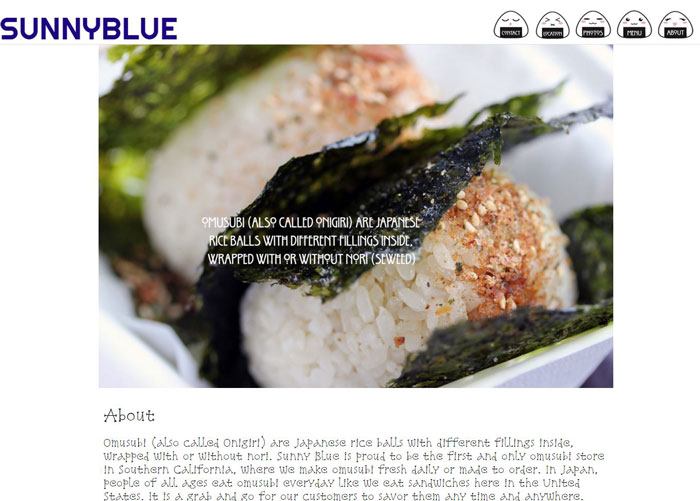 SUNNYBLUE
CONTACT
LOCATION
PHOTOS
MENU
ABOUT
OMUSUBI (ALSO CALLED ONIGIRI) ARE JAPANESE
RICE BALLS WITH DIFFERENT FILLINGS INSIDE,
WRAPPED WITH OR WITHOUT NORI (SEWEED)
About
Omusubi (also called Onigiri) are Japanese rice balls with different fillings inside,
wrapped with or without nori. Sunny Blue is proud to be the first and only omusubi store
in Southern California, where we make omusubi fresh daily or made to order. In Japan,
people of all ages eat omusubi everyday like we eat sandwiches here in the United
States. It is a grab and go for our customers to savor them any time and anywhere.